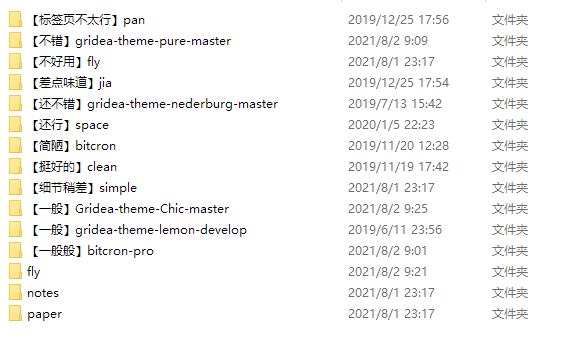 【标签页不太行】pan 2019/12/25 17:56 文件夹
【不错】gridea-theme-pure-master 2021/8/2 9:09 文件夹
【不好用】fly 2021/8/1 23:17 文件夹
【差点味道】jia 2019/12/25 17:54 文件夹
【还不错】gridea-theme-nederburg-master 2019/7/13 15:42 文件夹
【还行】space 2020/1/5 22:23 文件夹
【简陋】bitcron 2019/11/20 12:28 文件夹
【挺好的】clean 2019/11/19 17:42 文件夹
【细节稍差】simple 2021/8/1 23:17 文件夹
【一般】Gridea-theme-Chic-master 2021/8/2 9:25 文件夹
【一般】gridea-theme-lemon-develop 2019/6/11 23:56 文件夹
【一般般】bitcron-pro 2021/8/2 9:01 文件夹
fly 2021/8/2 9:21 文件夹
notes 2021/8/1 23:17 文件夹
paper 2021/8/1 23:17 文件夹